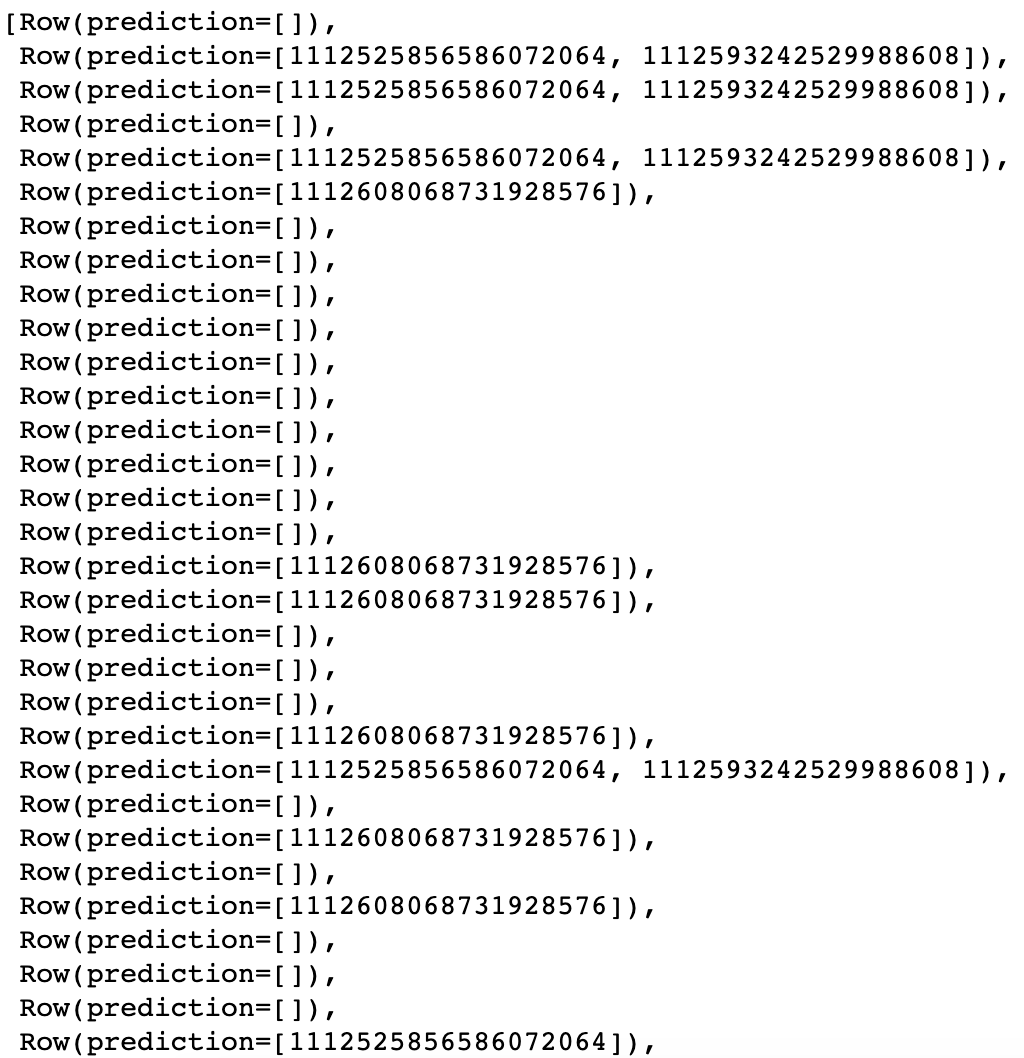 [Row(prediction=[]),
Row(prediction=[1112525856586072064, 1112593242529988608]),
Row(prediction=[1112525856586072064, 1112593242529988608]),
Row(prediction=[]),
Row(prediction=[1112525856586072064, 1112593242529988608]),
Row(prediction=[1112608068731928576]),
Row(prediction=[]),
Row(prediction=[]),
Row(prediction=[]),
Row(prediction=[]),
Row(prediction=[]),
Row(prediction=[]),
Row(prediction=[]),
Row(prediction=[]),
Row(prediction=[]),
Row(prediction=[]),
Row(prediction=[1112608068731928576]),
Row(prediction=[1112608068731928576]),
Row(prediction=[]),
Row(prediction=[]),
Row(prediction=[]),
Row(prediction=[1112608068731928576]),
Row(prediction=[1112525856586072064, 1112593242529988608]),
Row(prediction=[]),
Row(prediction=[1112608068731928576]),
Row(prediction=[]),
Row(prediction=[1112608068731928576]),
Row(prediction=[]),
Row(prediction=[]),
Row(prediction=[]),
Row(prediction=[1112525856586072064]),